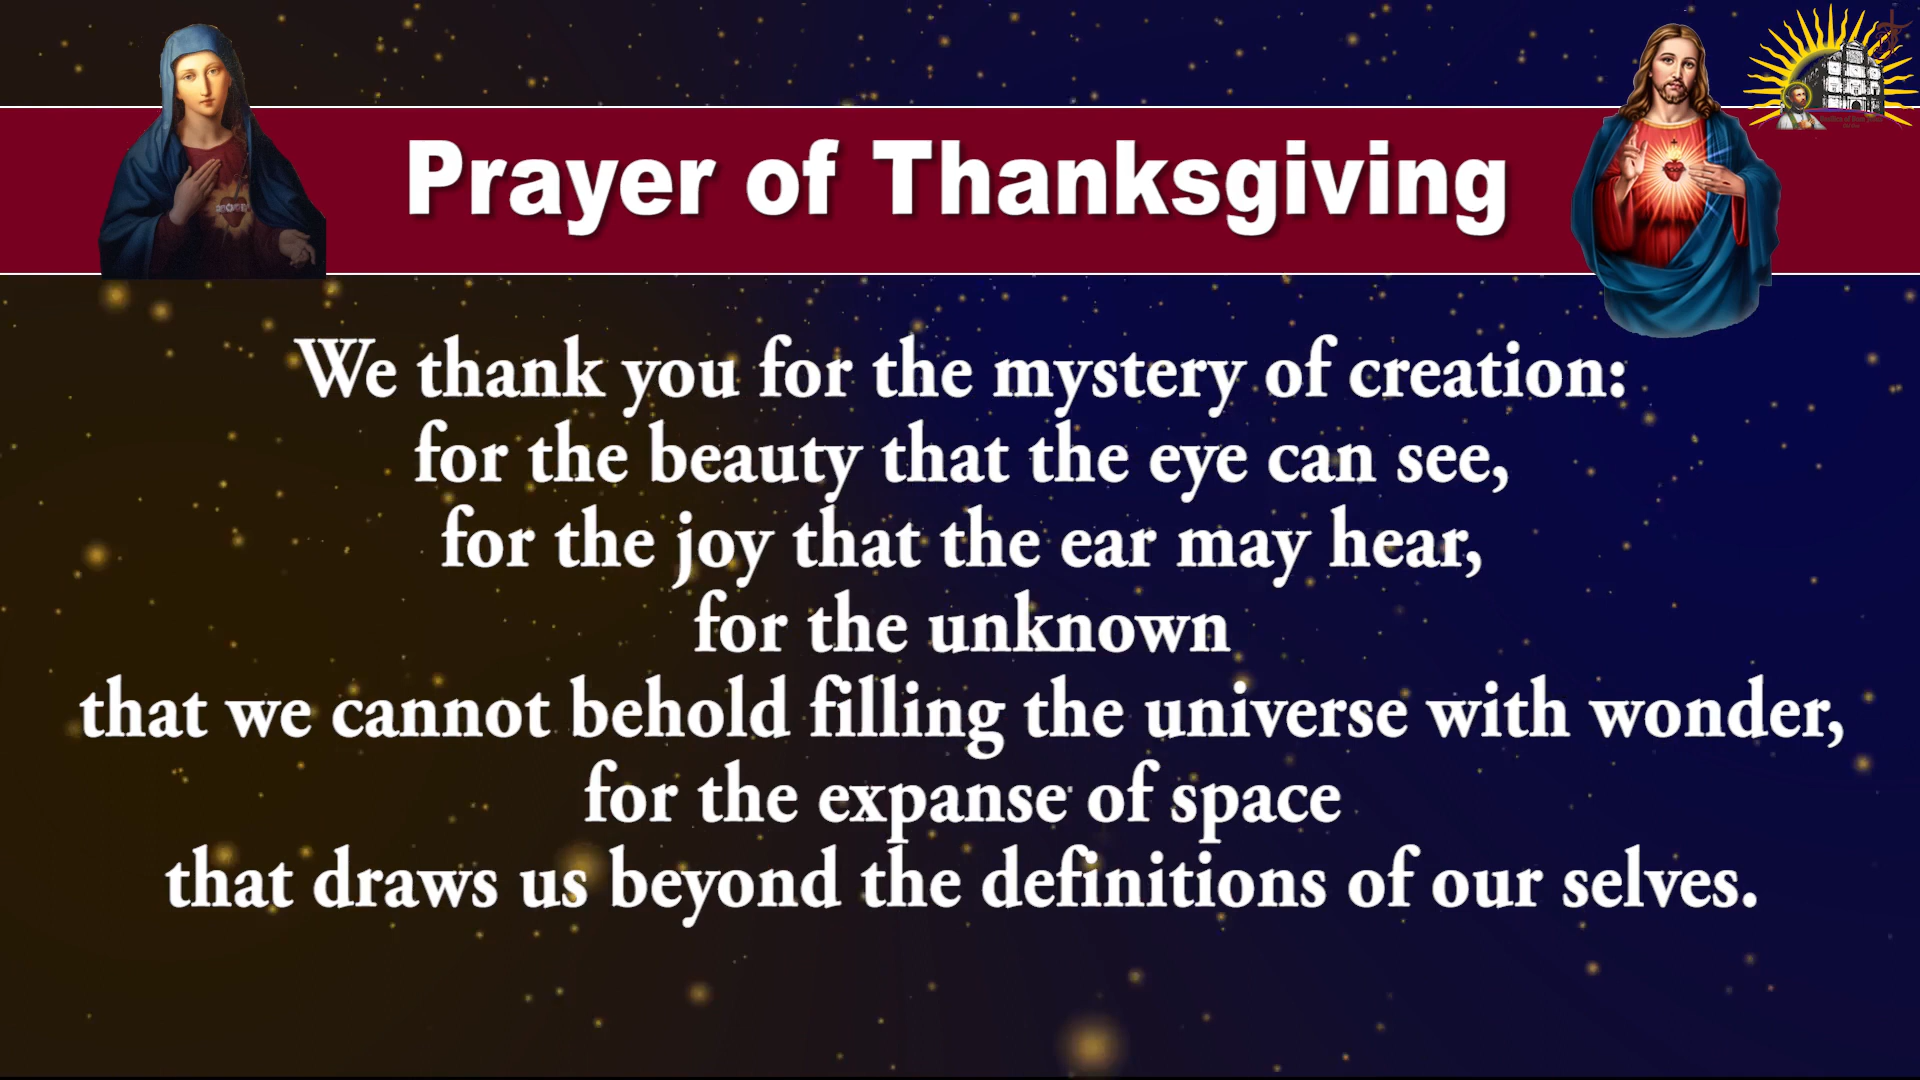 Prayer of Thanksgiving
We thank you for the mystery of creation:
for the beauty that the eye can see,
for the joy that the ear may hear,
for the unknown
that we cannot behold filling the universe with wonder,
for the expanse of space
that draws us beyond the definitions of our selves.